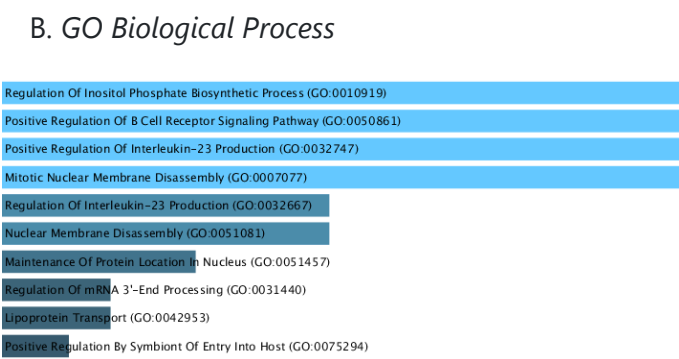 B. GO Biological Process
Regulation Of Inositol Phosphate Biosynthetic Process (GO:0010919)
Positive Regulation Of B Cell Receptor Signaling Pathway (GO:0050861)
Positive Regulation Of Interleukin-23 Production (GO:0032747)
Mitotic Nuclear Membrane Disassembly (GO:0007077)
Regulation Of Interleukin-23 Production (GO:0032667)
Nuclear Membrane Disassembly (GO:0051081)
Maintenance Of Protein Location In Nucleus (GO:0051457)
Regulation Of mRNA 3'-End Processing (GO:0031440)
Lipoprotein Transport (GO:0042953)
Positive Regulation By Symbiont Of Entry Into Host (GO:0075294)